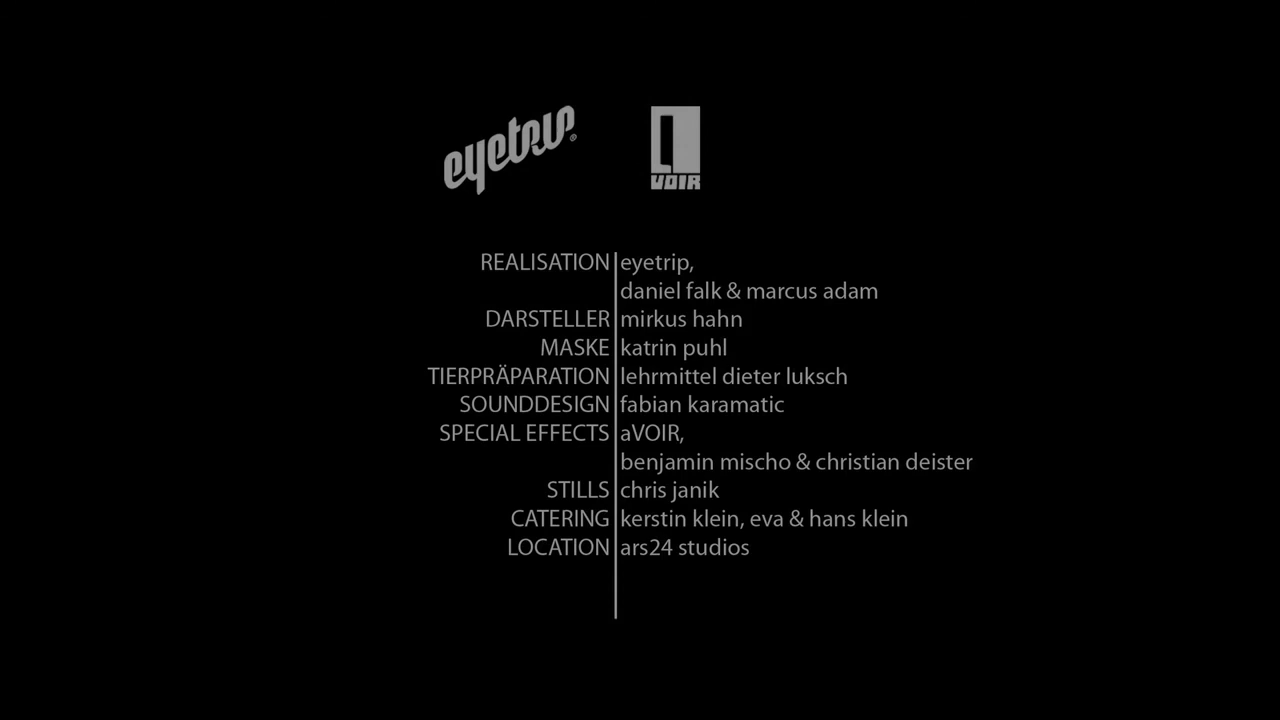 eyetrip®
VOIR
REALISATION eyetrip,
daniel falk & marcus adam
DARSTELLER mirkus hahn
MASKE katrin puhl
TIERPRÄPARATION lehrmittel dieter luksch
SOUNDDESIGN fabian karamatic
SPECIAL EFFECTS aVOIR,
benjamin mischo & christian deister
STILLS chris janik
CATERING kerstin klein, eva & hans klein
LOCATION ars24 studios